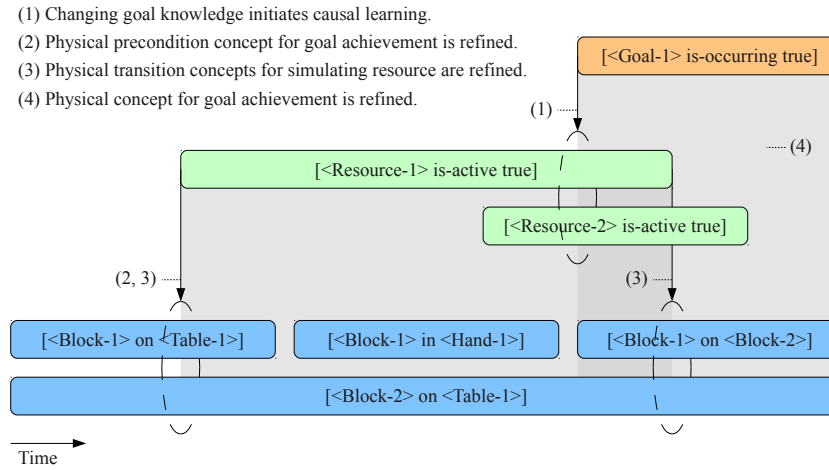 (1) Changing goal knowledge initiates causal learning.
(2) Physical precondition concept for goal achievement is refined.
(3) Physical transition concepts for simulating resource are refined.
(4) Physical concept for goal achievement is refined.
[<Goal-1> is-occurring true]
(1)
(4)
[<Resource-1> is-active true]
[<Resource-2> is-active true]
(2, 3)
(3)
[<Block-1> on <Table-1>]
[<Block-1> in <Hand-1>]
[<Block-1> on <Block-2>]
[<Block-2> on <Table-1>]
Time